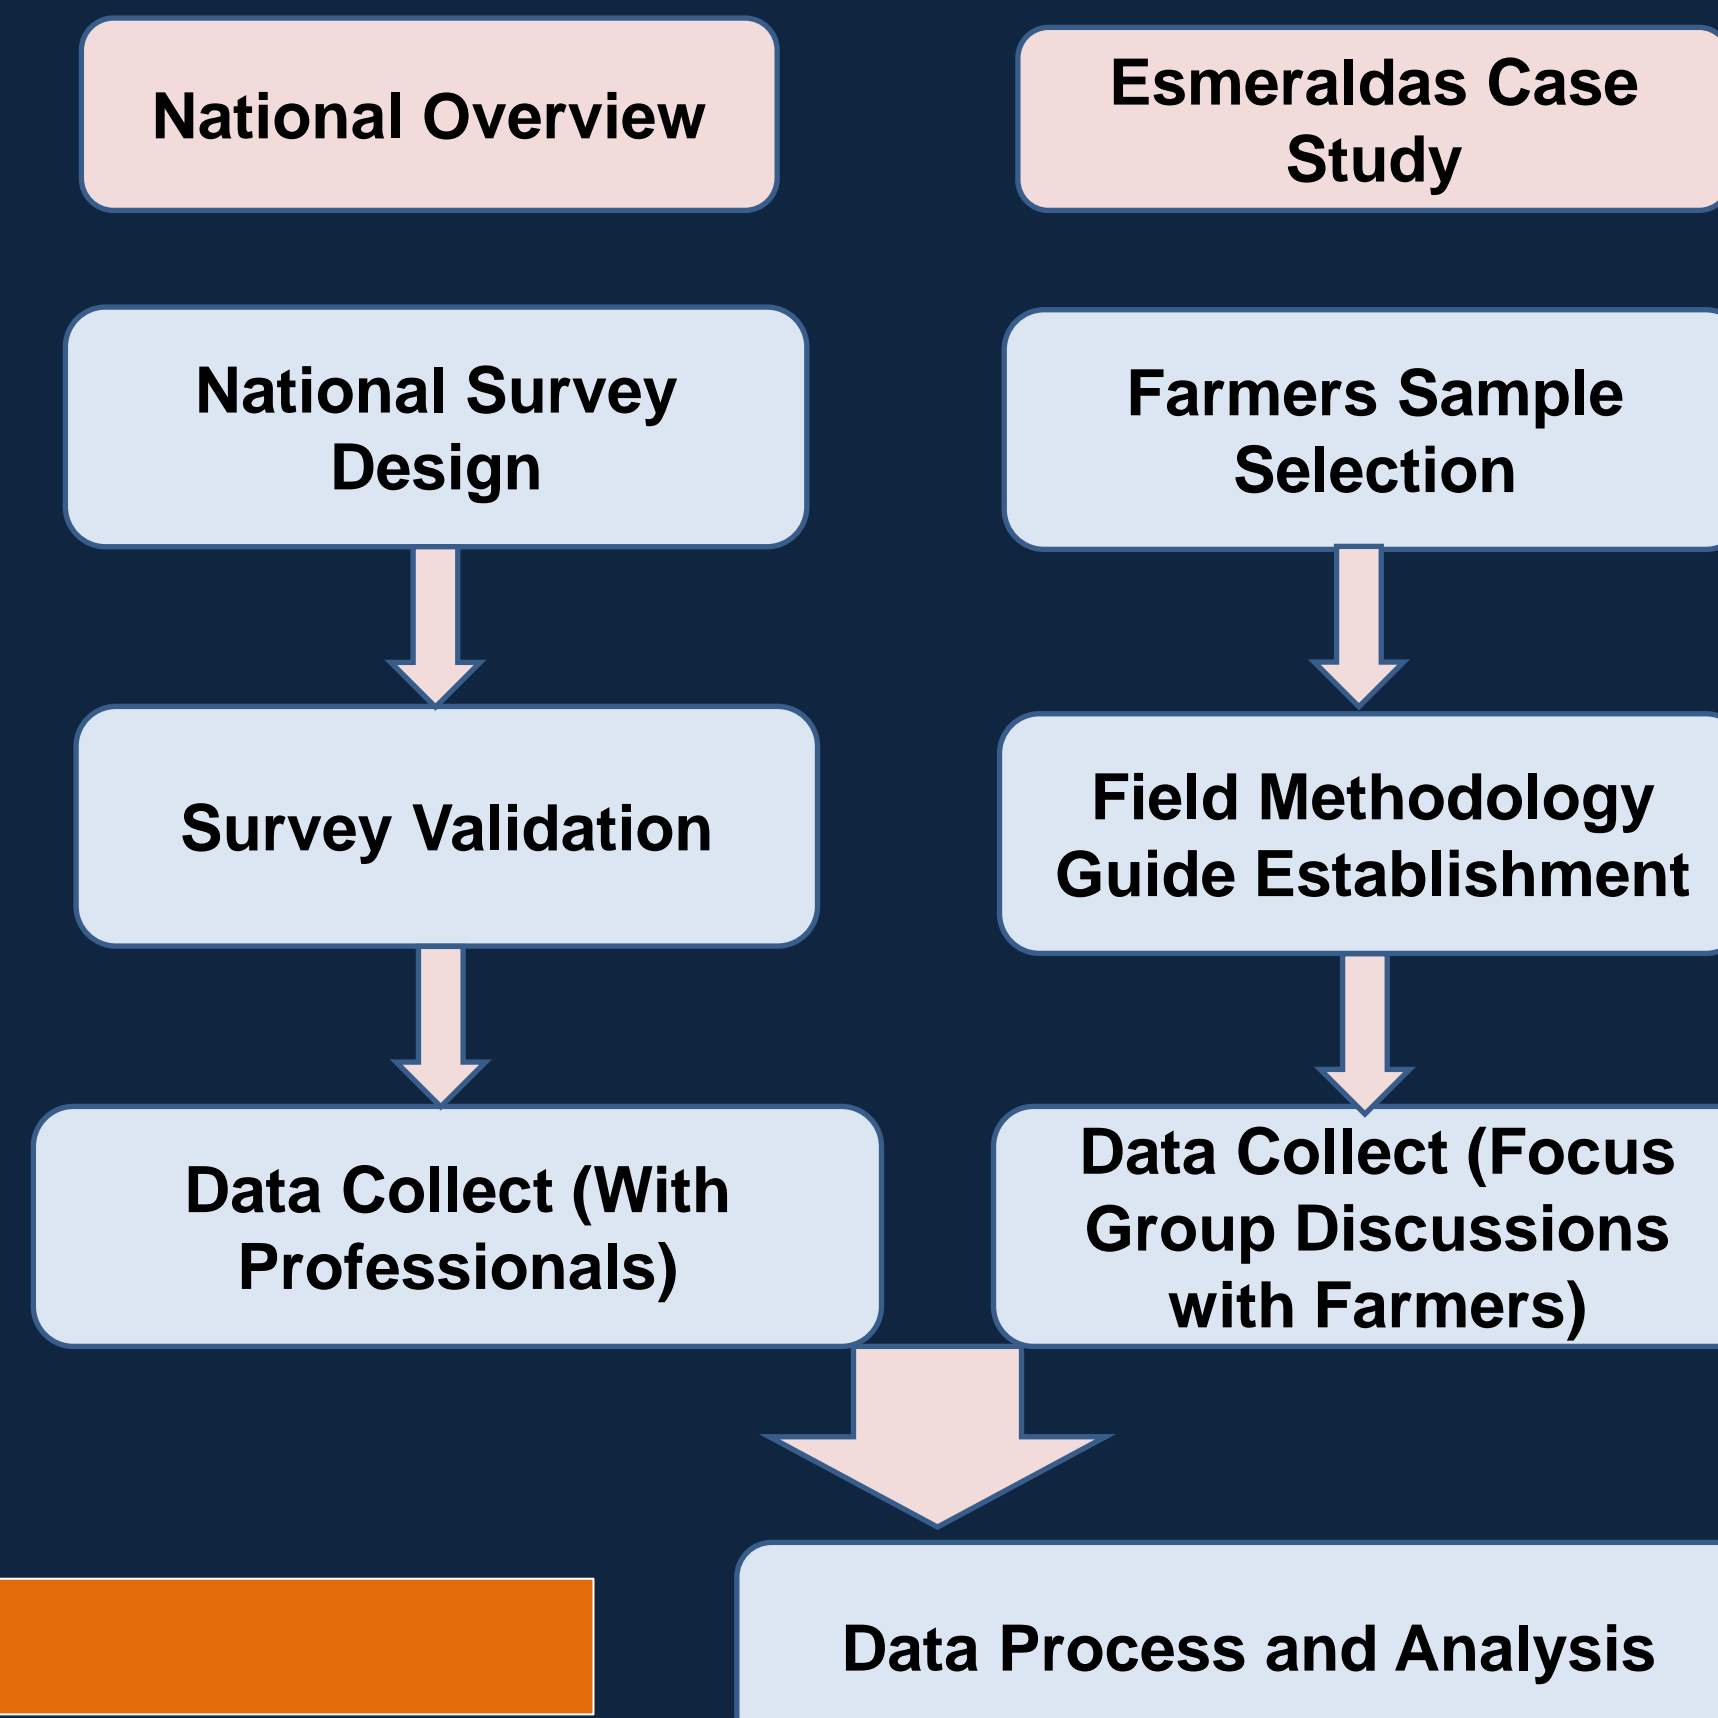 National Overview
Esmeraldas Case
Study
National Survey
Design
Farmers Sample
Selection
Survey Validation
Field Methodology
Guide Establishment
Data Collect (With
Professionals)
Data Collect (Focus
Group Discussions
with Farmers)
Data Process and Analysis